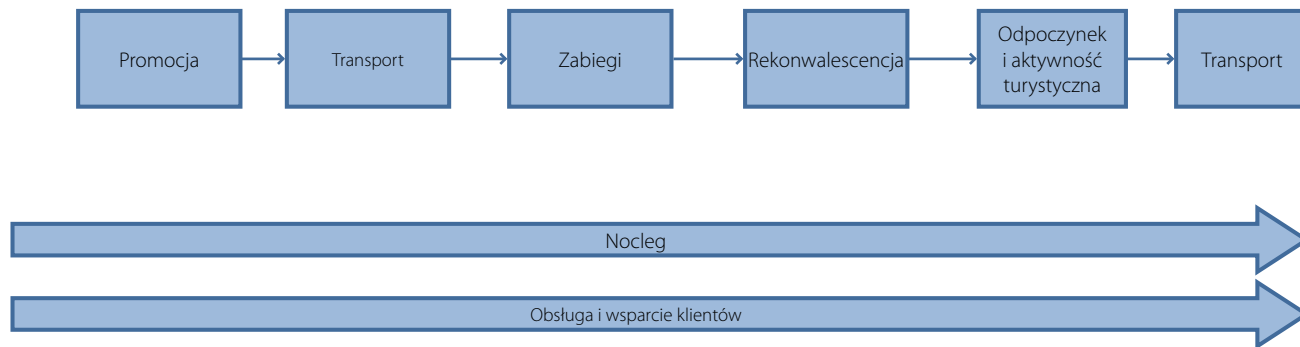 Promocja
Transport
Zabiegi
Rekonwalescencja
Odpoczynek
i aktywność
turystyczna
Transport
Nocleg
Obsługa i wsparcie klientów